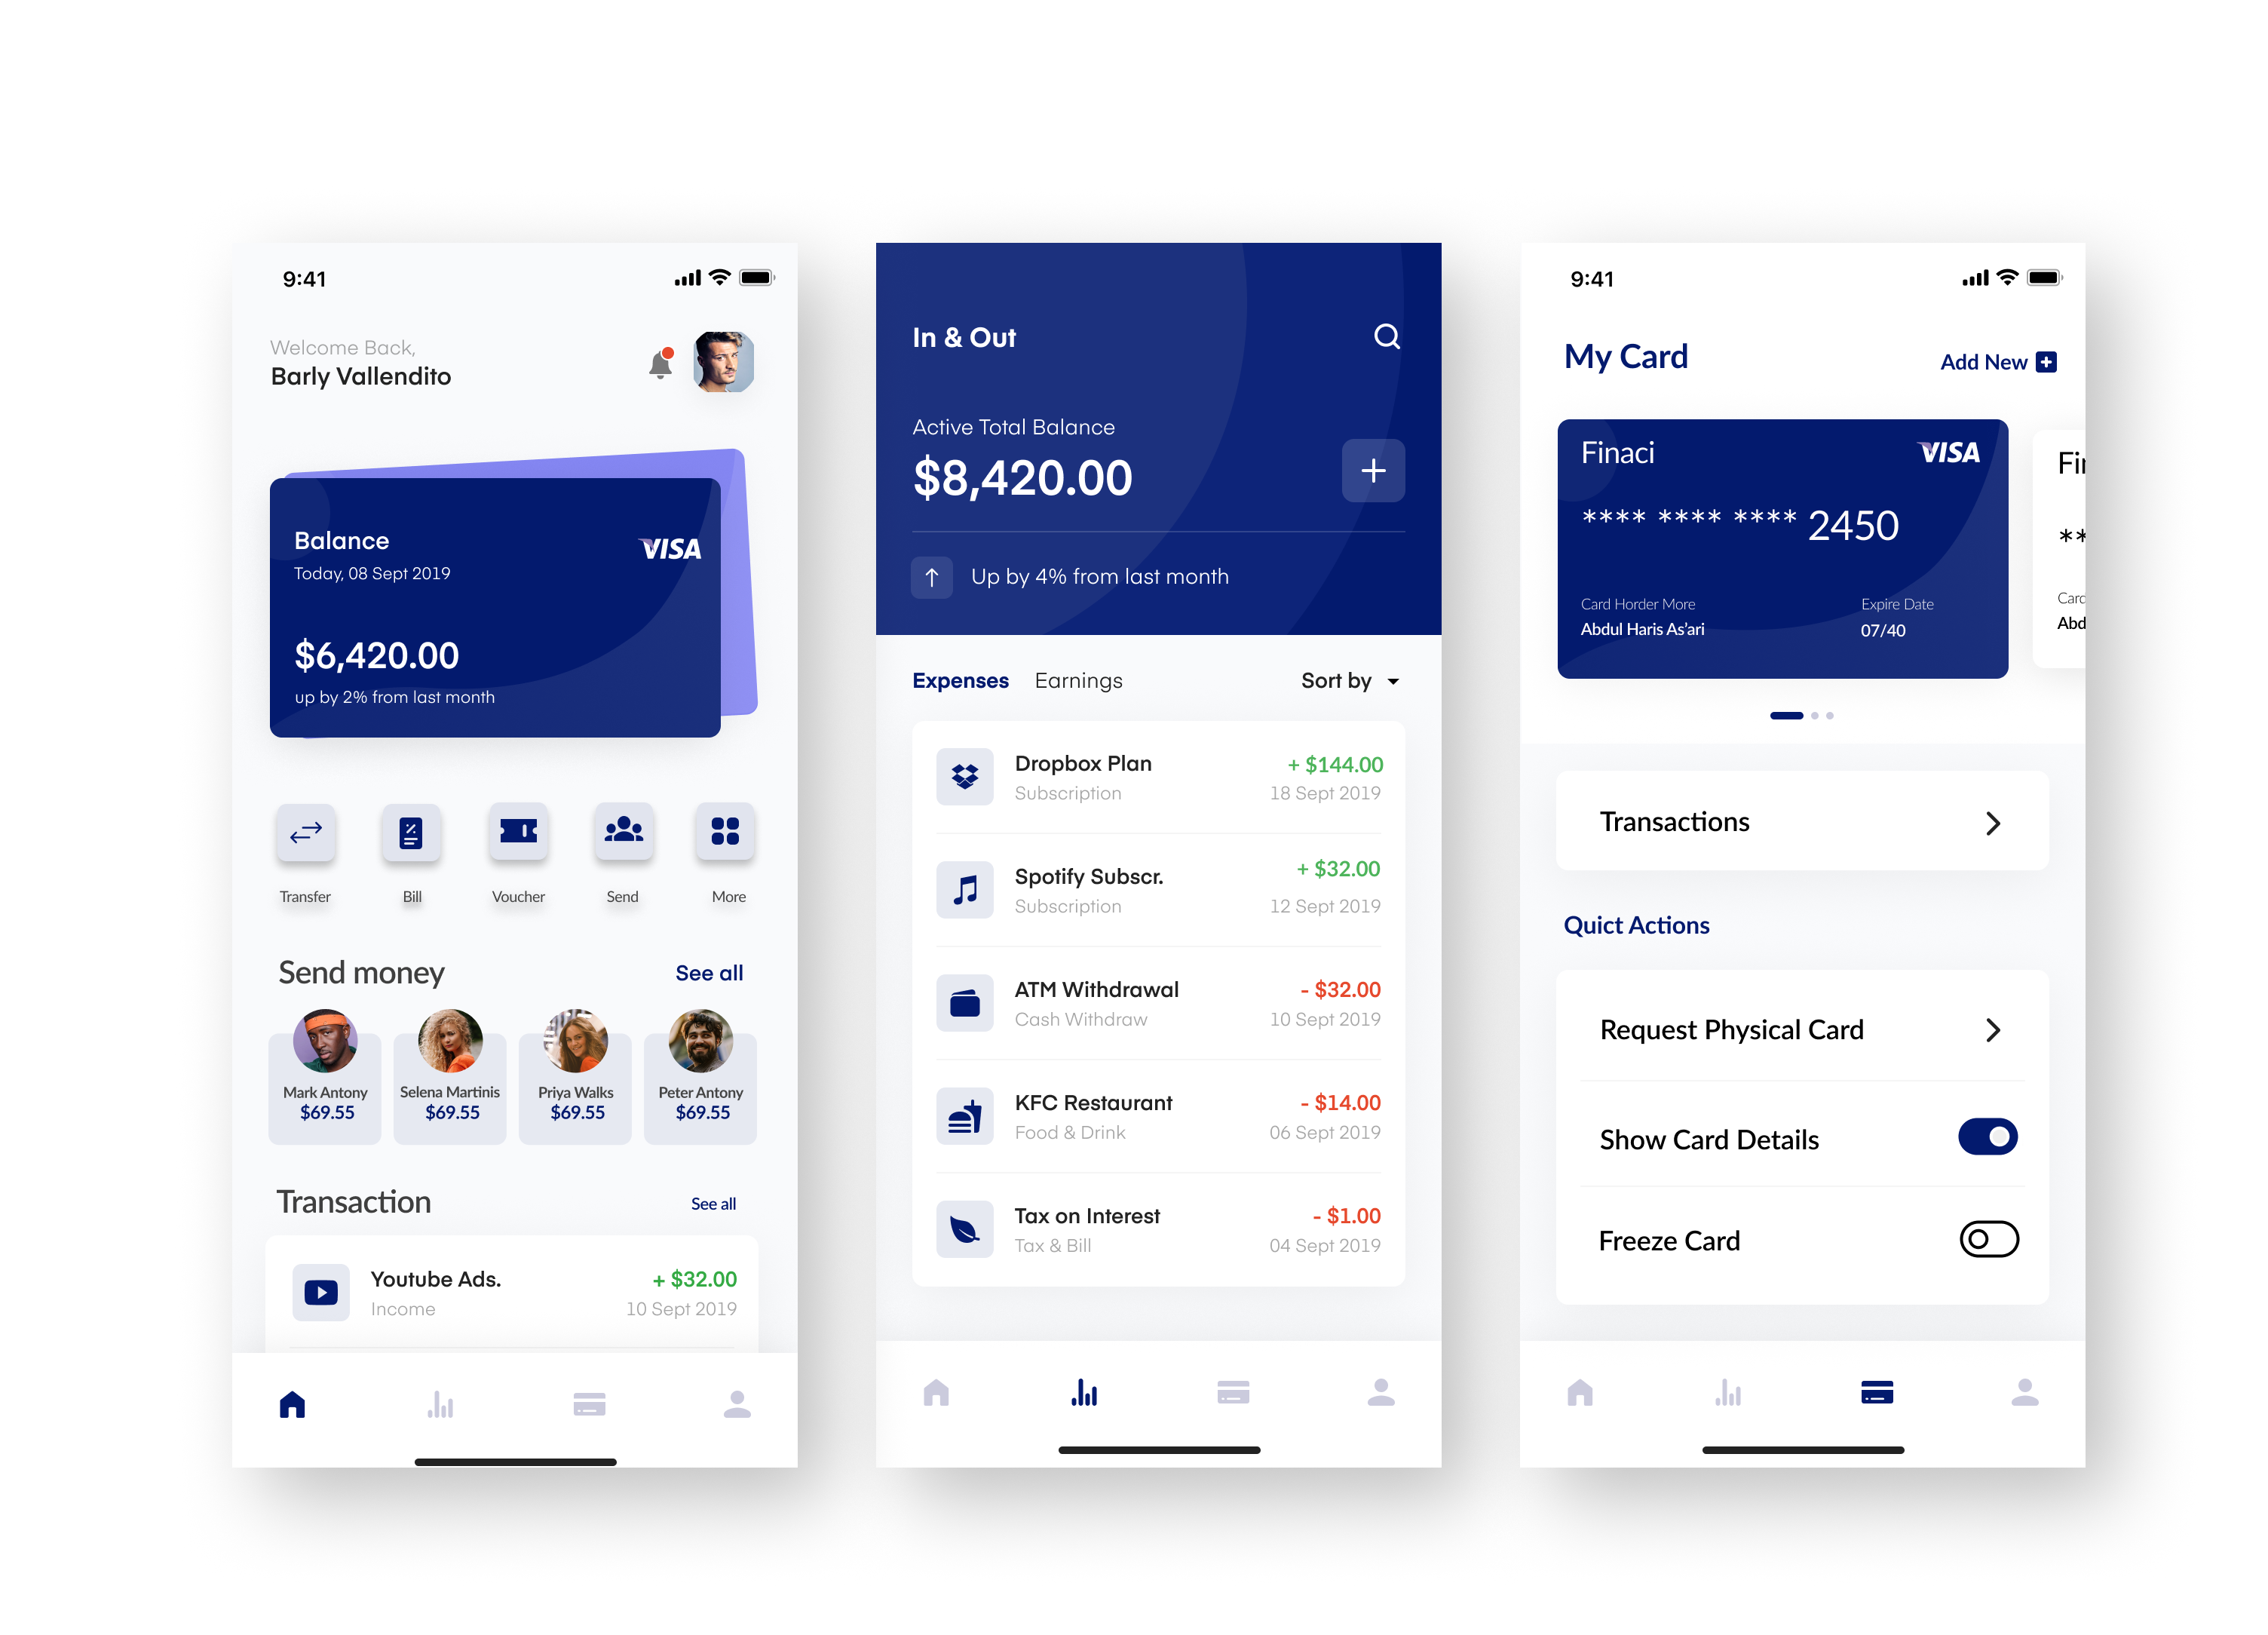 9:41
Welcome Back,
Barly Vallendito
Balance
VISA
Today, 08 Sept 2019
$6,420.00
up by 2% from last month
Transfer
Bill
Voucher
Send
More
Send money
See all
Mark Antony
$69.55
Selena Martinis
$69.55
Priya Walks
$69.55
Peter Antony
$69.55
Transaction
See all
Youtube Ads.
+ $32.00
Income
10 Sept 2019
In & Out
Active Total Balance
$8,420.00
Up by 4% from last month
Expenses
Earnings
Sort by
Dropbox Plan
+ $144.00
Subscription
18 Sept 2019
Spotify Subscr.
+ $32.00
Subscription
12 Sept 2019
ATM Withdrawal
- $32.00
Cash Withdraw
10 Sept 2019
KFC Restaurant
- $14.00
Food & Drink
06 Sept 2019
Tax on Interest
- $1.00
Tax & Bill
04 Sept 2019
9:41
My Card
Add New
Finaci
VISA
**** **** **** 2450
Card Horder More
Expire Date
Abdul Haris As'ari
07/40
Fin
**
Card
Abd
Transactions
Quict Actions
Request Physical Card
Show Card Details
Freeze Card